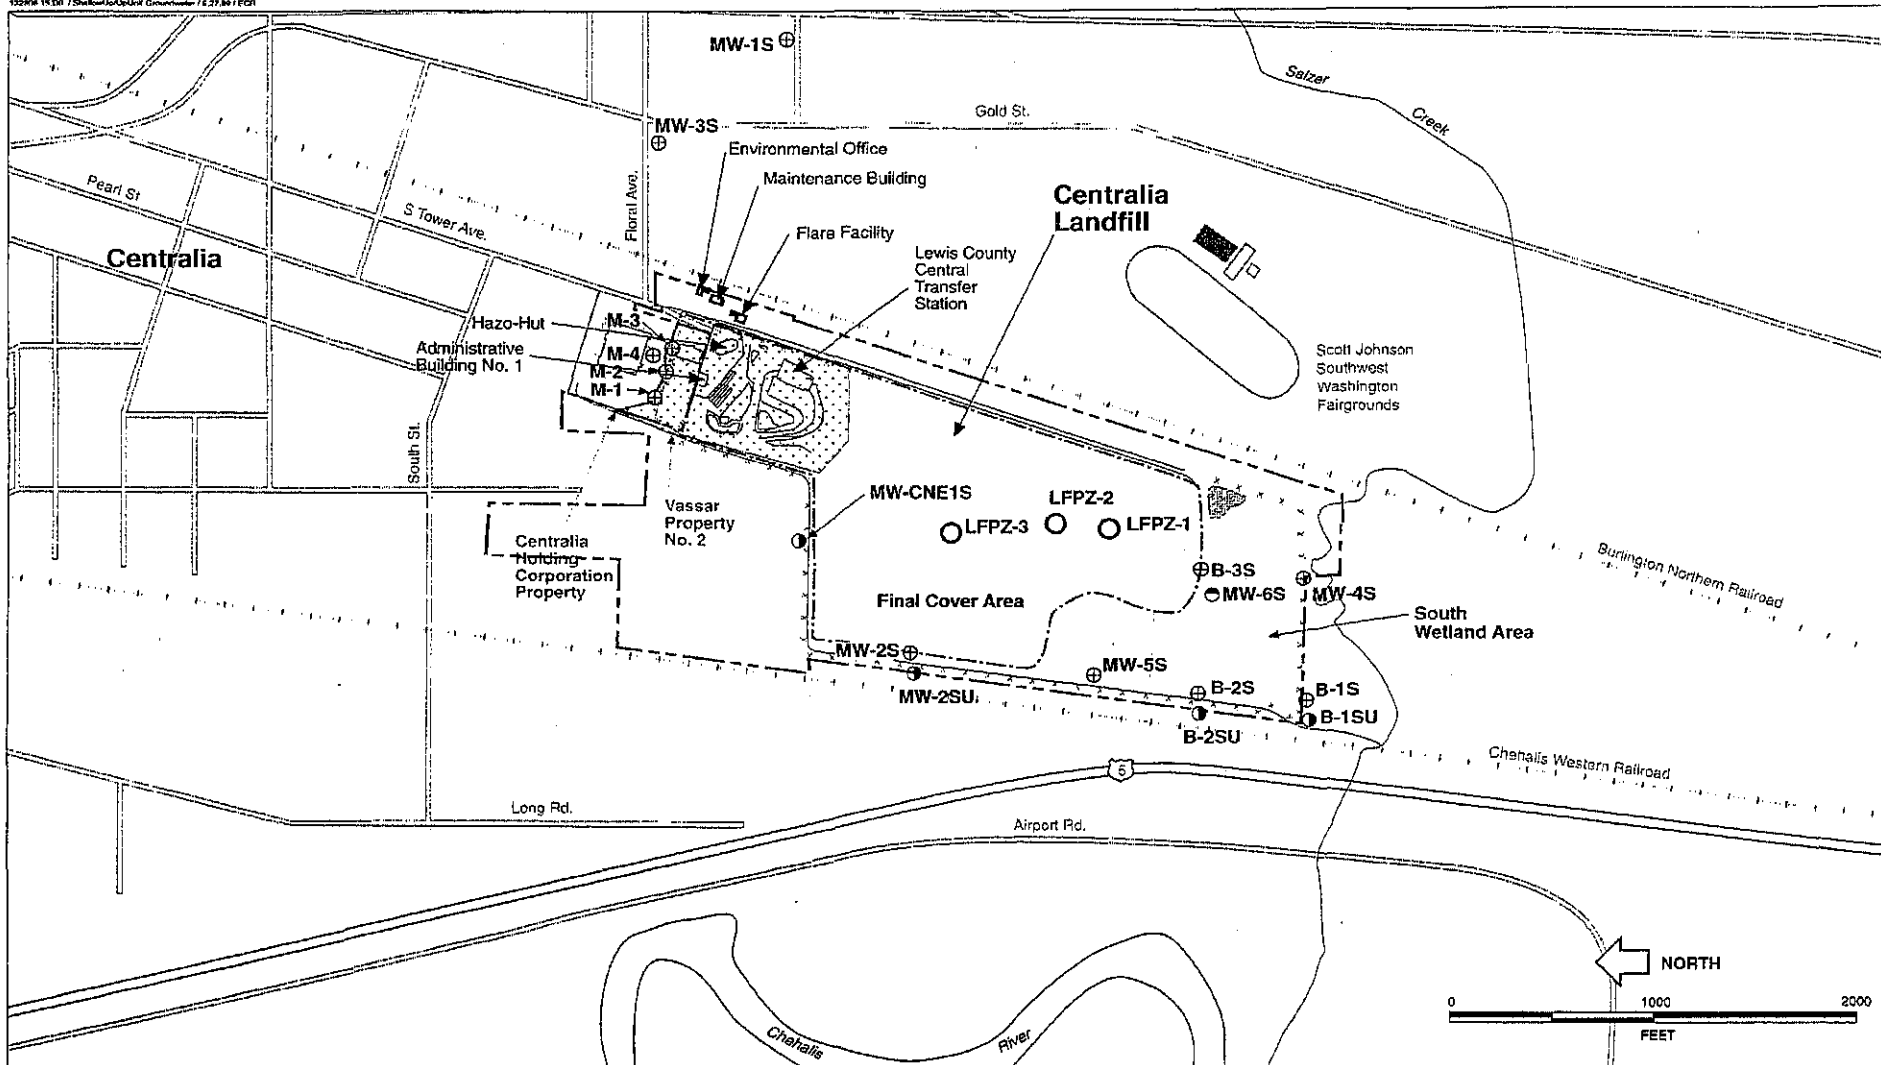 MW-1S
Salzer
Creek
Gold St.
MW-3S
Environmental Office
Maintenance Building
Pearl St
Floral Ave.
Centralia
Landfill
S Tower Ave.
Flare Facility
Centralia
Lewis County
Central
Transfer
Station
Hazo-Hut
M-3
Administrative
Building No. 1
M-4
M-2
M-1
Scott Johnson
Southwest
Washington
Fairgrounds
South St.
MW-CNE1S
LFPZ-2
LFPZ-3
LFPZ-1
Vassar
Property
No. 2
Centralia
Holding
Corporation
Property
Burlington Northern Railroad
B-3S
MW-6S
MW-4S
Final Cover Area
South
Wetland Area
MW-2S
MW-5S
MW-2SU
B-2S
B-1S
B-1SU
B-2SU
Chehalis Western Railroad
5
Long Rd.
Airport Rd.
NORTH
0 1000 2000
FEET
Chehalis
River